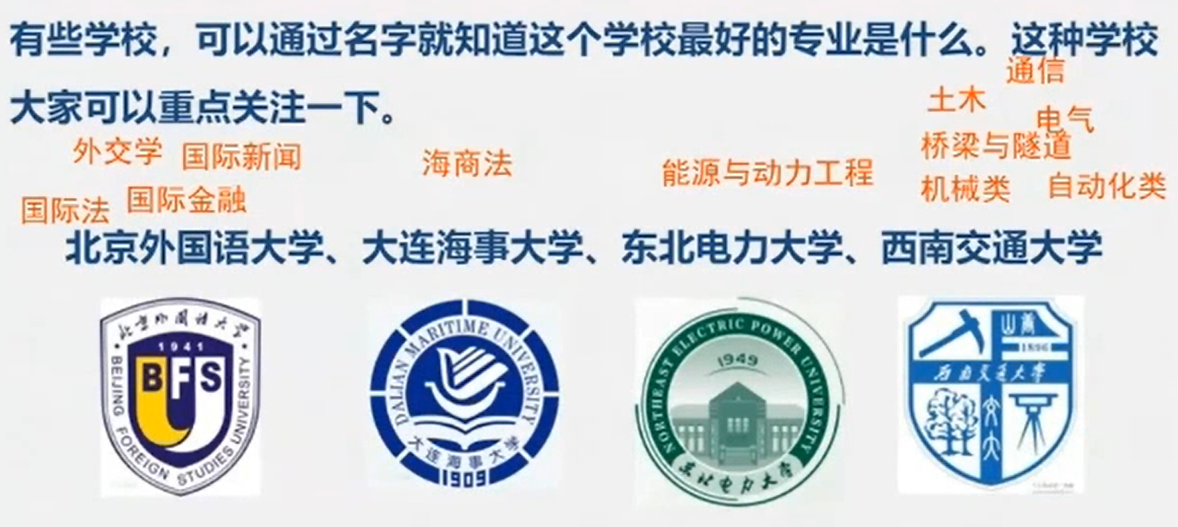 有些学校，可以通过名字就知道这个学校最好的专业是什么。这种学校
通信
大家可以重点关注一下。
土木
电气
外交学 国际新闻
海商法
能源与动力工程
桥梁与隧道
国际法 国际金融
机械类 自动化类
北京外国语大学、大连海事大学、东北电力大学、西南交通大学
北京外国语大学
1941
BFSU
BEIJING FOREIGN STUDIES UNIVERSITY
DALIAN MARITIME UNIVERSITY
大连海事大学
1909
NORTHEAST ELECTRIC POWER UNIVERSITY
1949
东北电力大学
1896
西南交通大学